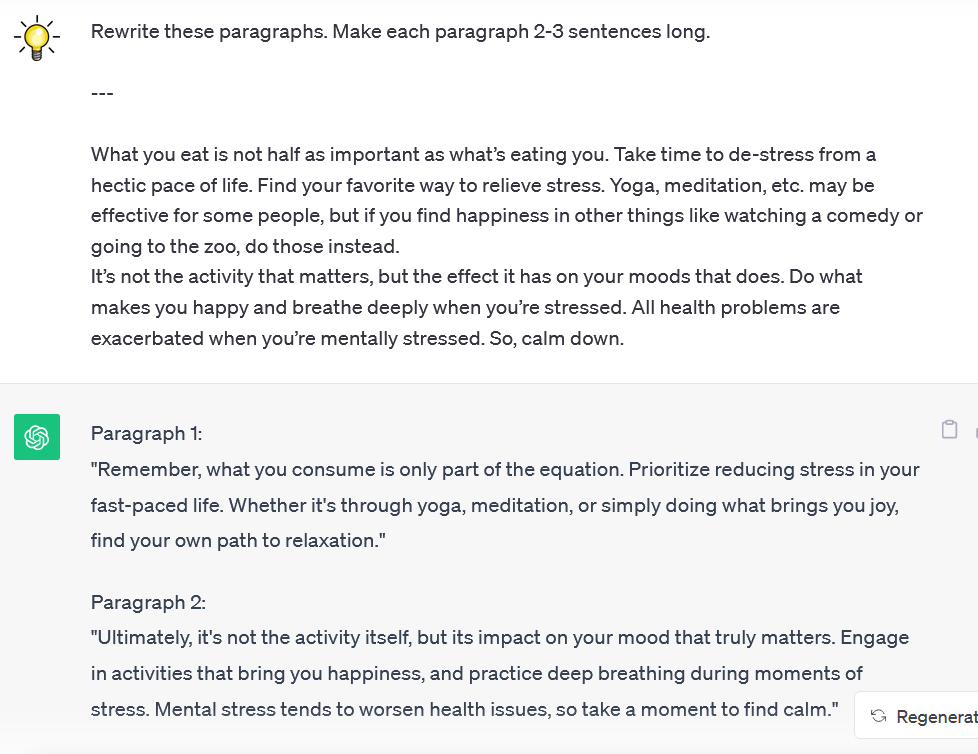 Rewrite these paragraphs. Make each paragraph 2-3 sentences long.
---
What you eat is not half as important as what’s eating you. Take time to de-stress from a
hectic pace of life. Find your favorite way to relieve stress. Yoga, meditation, etc. may be
effective for some people, but if you find happiness in other things like watching a comedy or
going to the zoo, do those instead.
It’s not the activity that matters, but the effect it has on your moods that does. Do what
makes you happy and breathe deeply when you’re stressed. All health problems are
exacerbated when you’re mentally stressed. So, calm down.
Paragraph 1:
"Remember, what you consume is only part of the equation. Prioritize reducing stress in your
fast-paced life. Whether it's through yoga, meditation, or simply doing what brings you joy,
find your own path to relaxation."
Paragraph 2:
"Ultimately, it's not the activity itself, but its impact on your mood that truly matters. Engage
in activities that bring you happiness, and practice deep breathing during moments of
stress. Mental stress tends to worsen health issues, so take a moment to find calm."
Regenerat